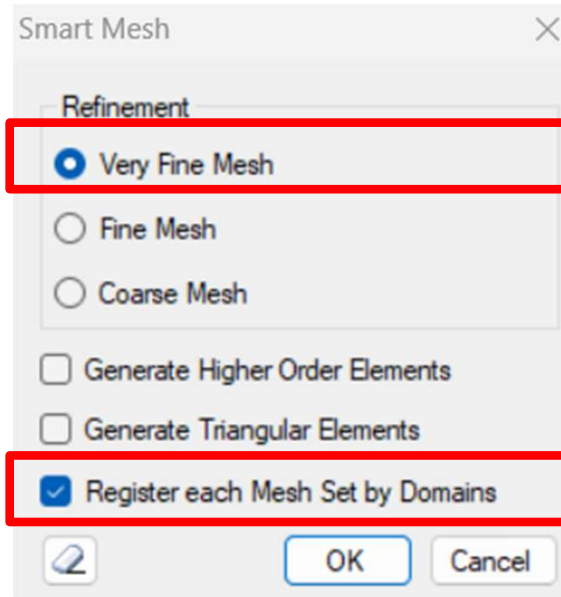 Smart Mesh
Refinement
Very Fine Mesh
Fine Mesh
Coarse Mesh
Generate Higher Order Elements
Generate Triangular Elements
Register each Mesh Set by Domains
OK Cancel